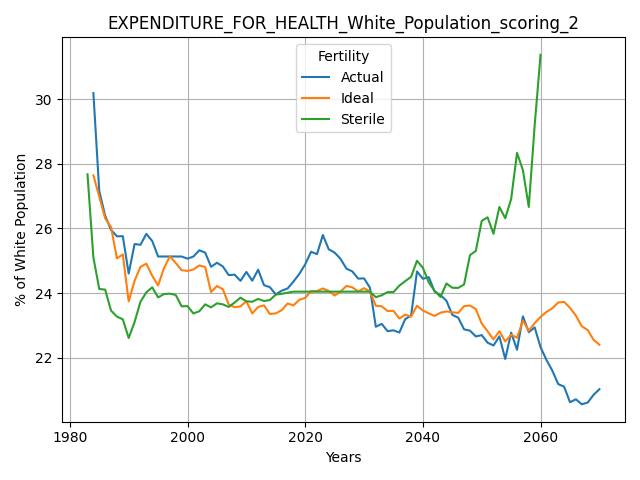 EXPENDITURE_FOR_HEALTH_White_Population_scoring_2
Fertility
Actual
Ideal
Sterile
% of White Population
30
28
26
24
22
1980
2000
2020
2040
2060
Years